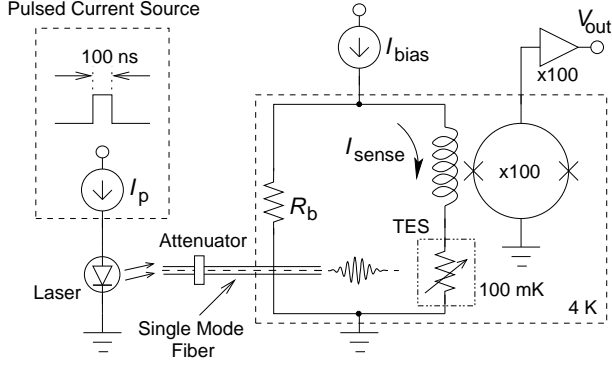 Pulsed Current Source
100 ns
I_p
Laser
Attenuator
Single Mode
Fiber
I_bias
R_b
I_sense
TES
100 mK
x100
x100
V_out
4 K